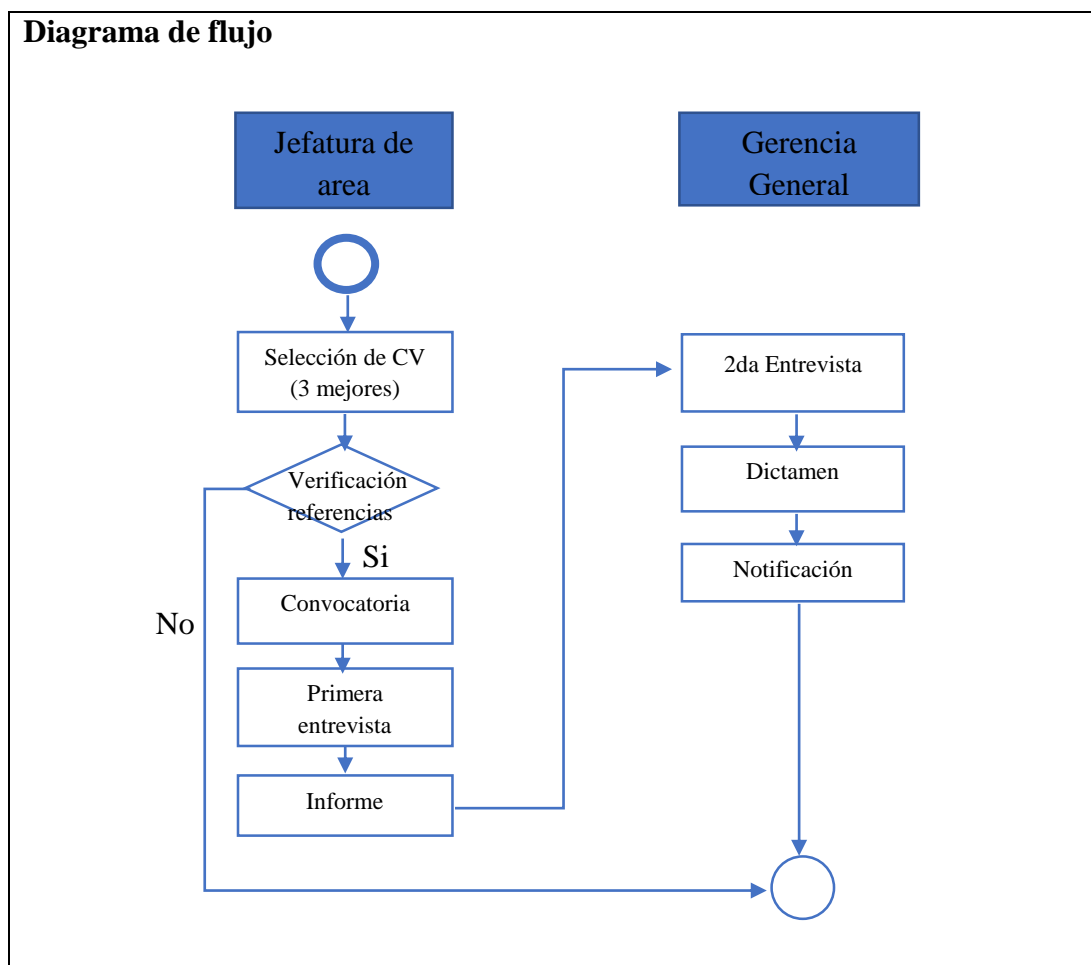 Diagrama de flujo
Jefatura de
area
Gerencia
General
Selección de CV
(3 mejores)
2da Entrevista
Verificación
referencias
Dictamen
Si
Notificación
Convocatoria
No
Primera
entrevista
Informe